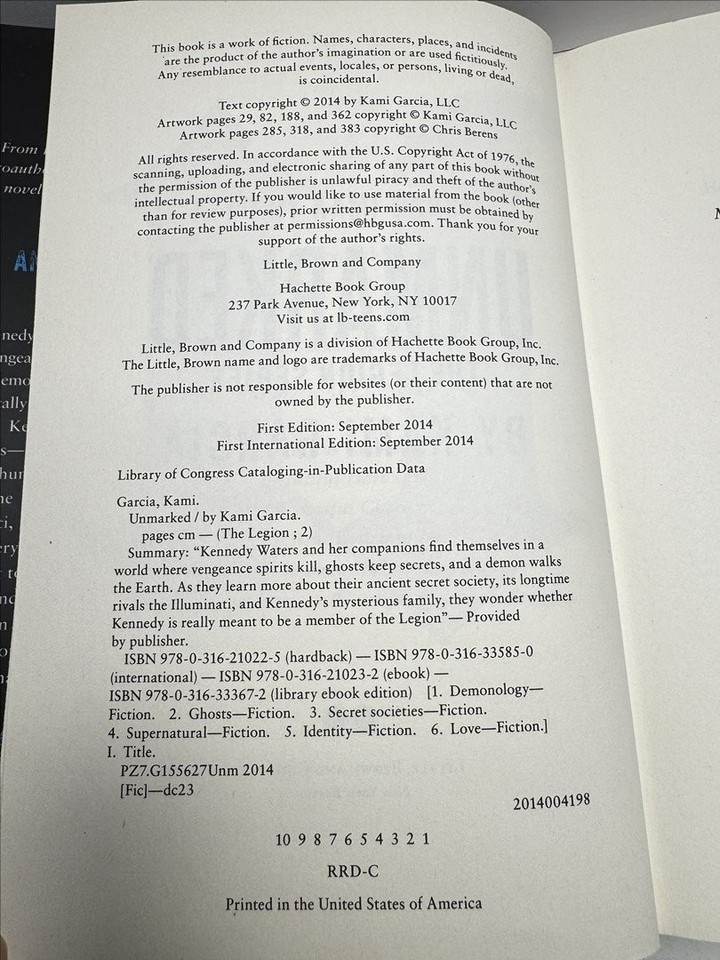 This book is a work of fiction. Names, characters, places, and incidents
are the product of the author's imagination or are used fictitiously.
Any resemblance to actual events, locales, or persons, living or dead,
is coincidental.
Text copyright © 2014 by Kami Garcia, LLC
Artwork pages 29, 82, 188, and 362 copyright © Kami Garcia, LLC
Artwork pages 285, 318, and 383 copyright © Chris Berens
All rights reserved. In accordance with the U.S. Copyright Act of 1976, the
scanning, uploading, and electronic sharing of any part of this book without
the permission of the publisher is unlawful piracy and theft of the author's
intellectual property. If you would like to use material from the book (other
than for review purposes), prior written permission must be obtained by
contacting the publisher at permissions@hbgusa.com. Thank you for your
support of the author's rights.
Little, Brown and Company
Hachette Book Group
237 Park Avenue, New York, NY 10017
Visit us at lb-teens.com
Little, Brown and Company is a division of Hachette Book Group, Inc.
The Little, Brown name and logo are trademarks of Hachette Book Group, Inc.
The publisher is not responsible for websites (or their content) that are not
owned by the publisher.
First Edition: September 2014
First International Edition: September 2014
Library of Congress Cataloging-in-Publication Data
Garcia, Kami.
Unmarked / by Kami Garcia.
pages cm — (The Legion ; 2)
Summary: "Kennedy Waters and her companions find themselves in a
world where vengeance spirits kill, ghosts keep secrets, and a demon walks
the Earth. As they learn more about their ancient secret society, its longtime
rivals the Illuminati, and Kennedy's mysterious family, they wonder whether
Kennedy is really meant to be a member of the Legion"— Provided
by publisher.
ISBN 978-0-316-21022-5 (hardback) — ISBN 978-0-316-33585-0
(international) — ISBN 978-0-316-21023-2 (ebook) —
ISBN 978-0-316-33367-2 (library ebook edition) [1. Demonology—
Fiction. 2. Ghosts—Fiction. 3. Secret societies—Fiction.
4. Supernatural—Fiction. 5. Identity—Fiction. 6. Love—Fiction.]
I. Title.
PZ7.G155627Unm 2014
[Fic]—dc23
2014004198
10 9 8 7 6 5 4 3 2 1
RRD-C
Printed in the United States of America